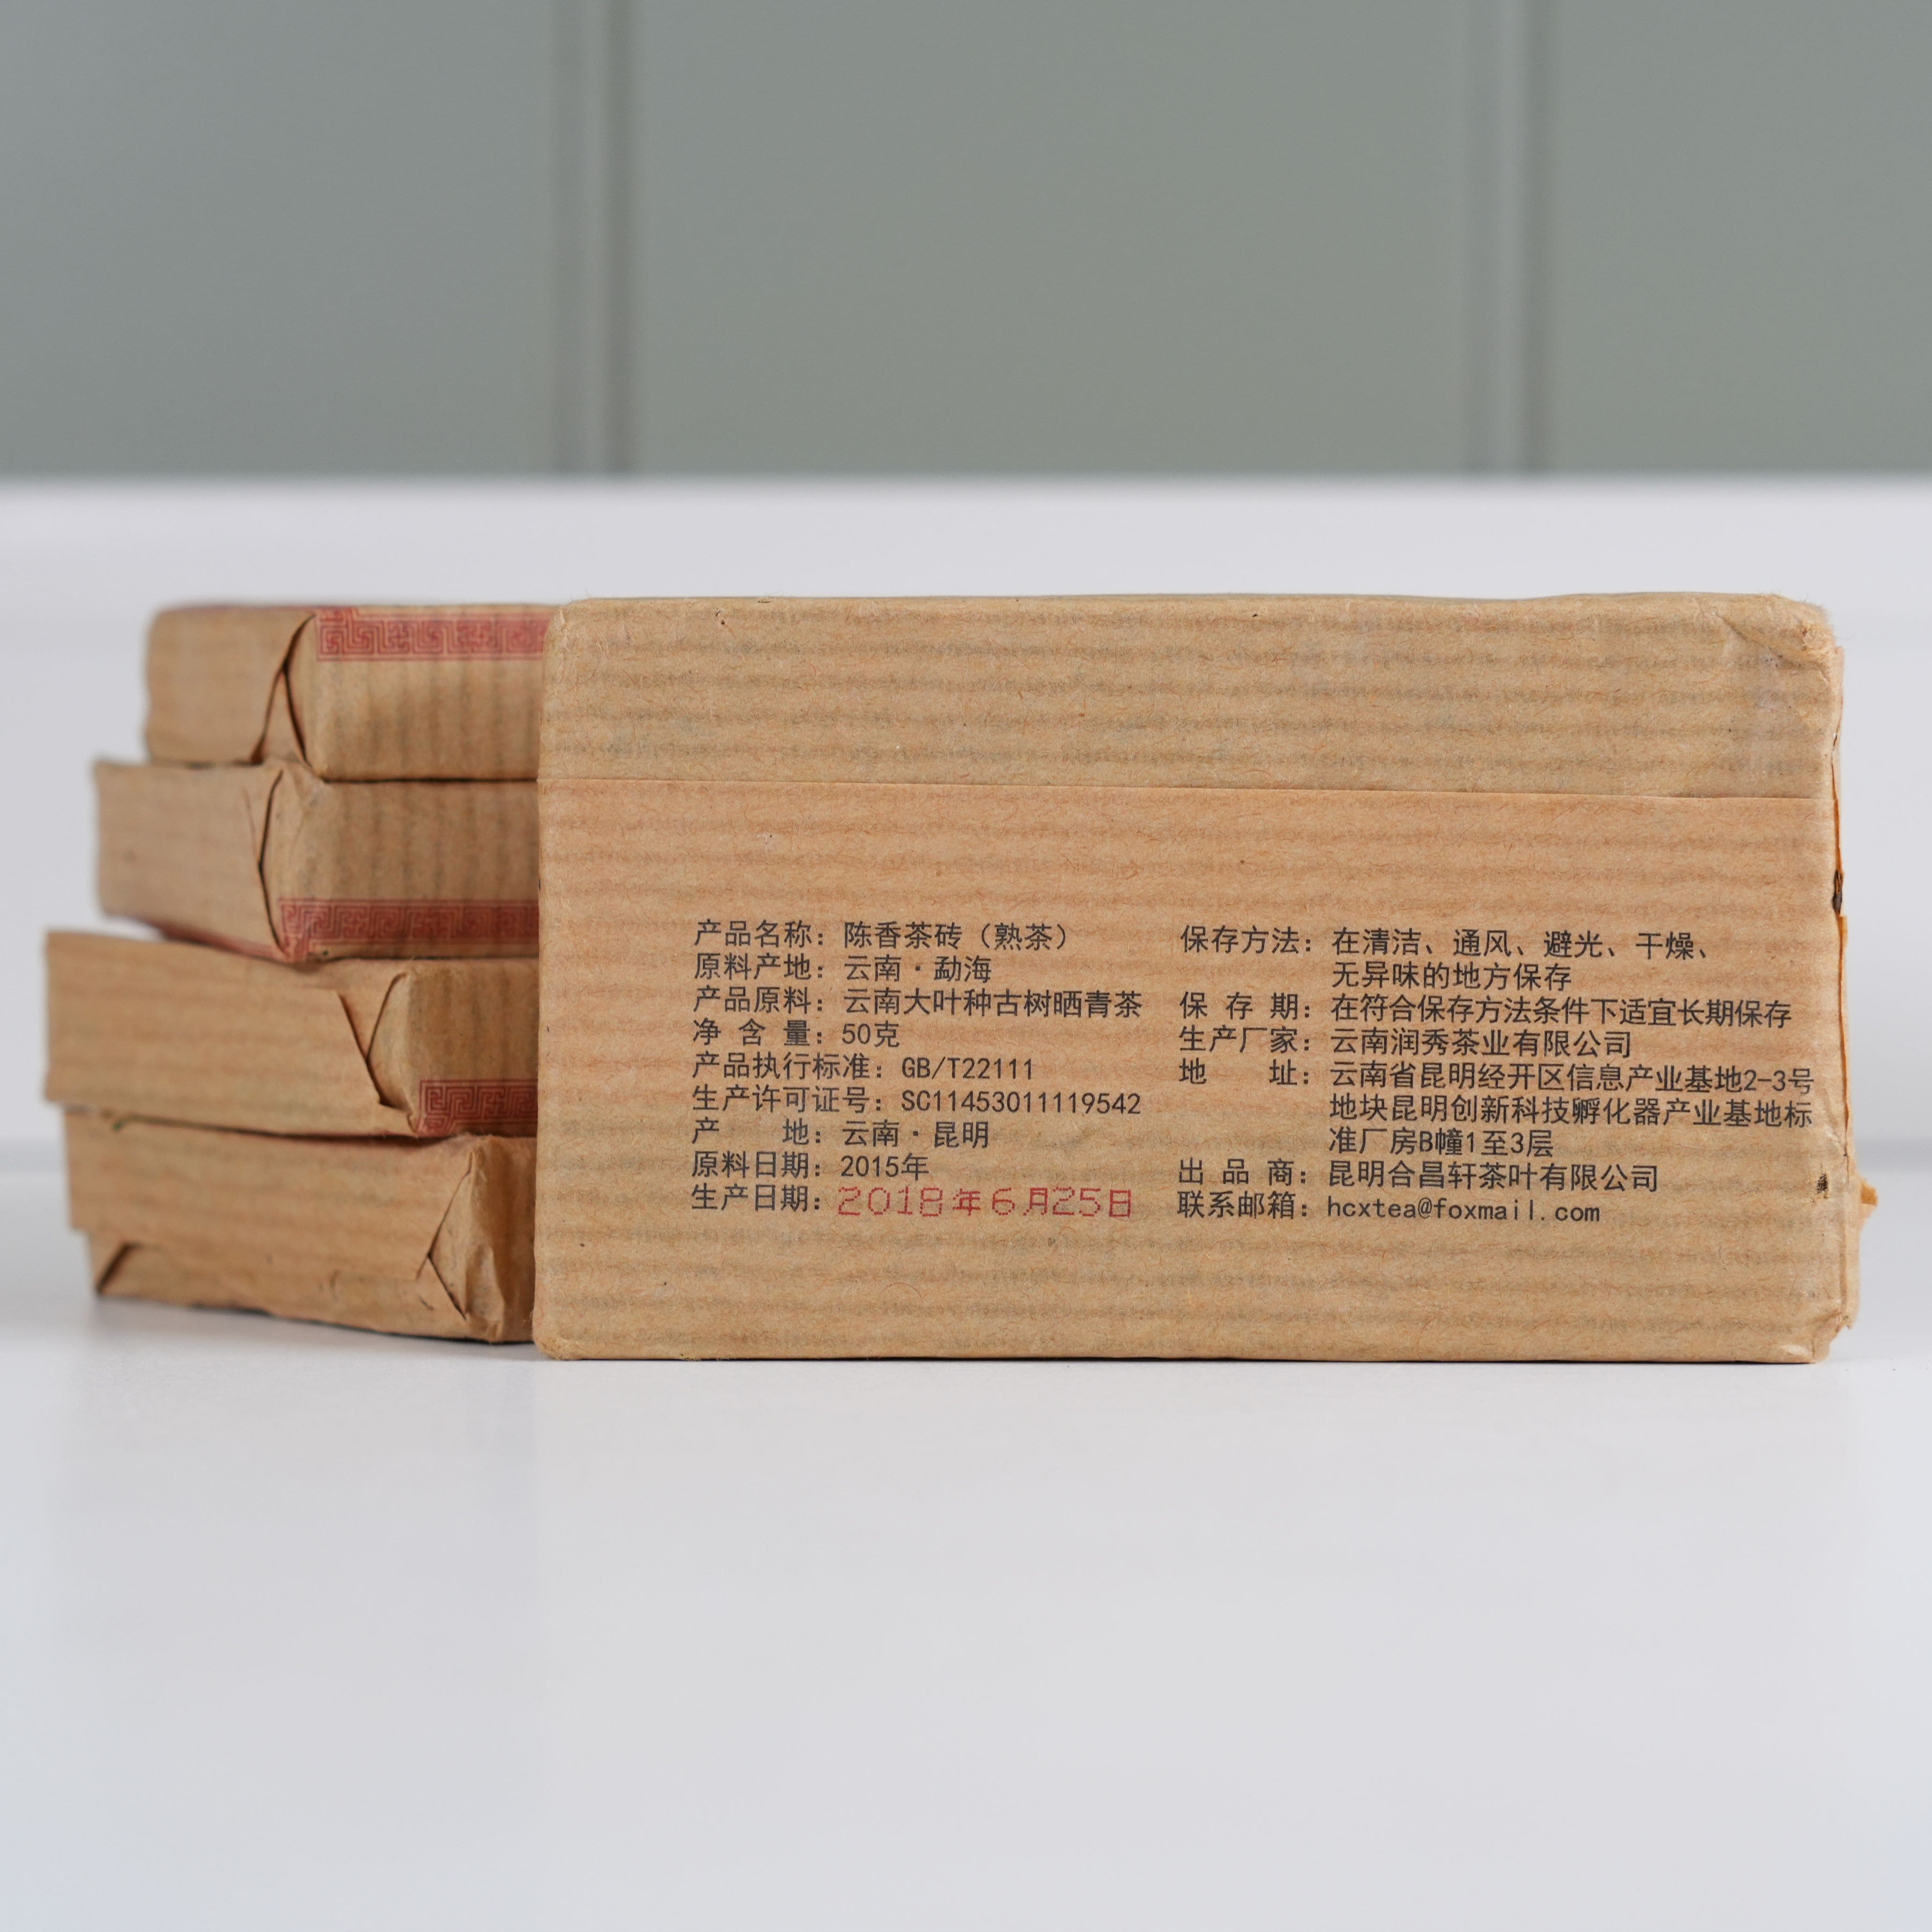 产品名称：陈香茶砖（熟茶）
原料产地：云南·勐海
产品原料：云南大叶种古树晒青茶
净 含 量：50克
产品执行标准：GB/T22111
生产许可证号：SC11453011119542
产　　地：云南·昆明
原料日期：2015年
生产日期：2018年6月25日
保存方法：在清洁、通风、避光、干燥、
无异味的地方保存
保 存 期：在符合保存方法条件下适宜长期保存
生产厂家：云南润秀茶业有限公司
地　　址：云南省昆明经开区信息产业基地2-3号
地块昆明创新科技孵化器产业基地标
准厂房B幢1至3层
出 品 商：昆明合昌轩茶叶有限公司
联系邮箱：hcxtea@foxmail.com